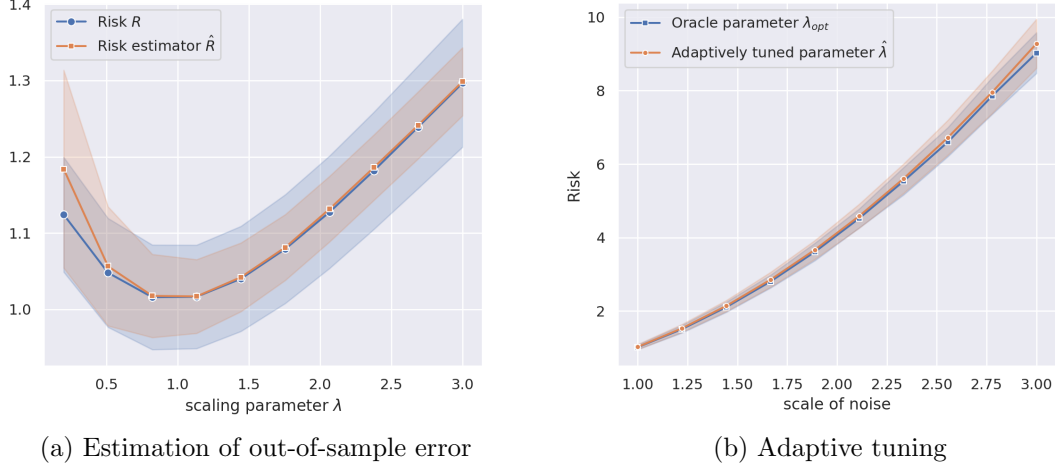 1.4
1.3
1.2
1.1
1.0
Risk R
Risk estimator R̂
0.5 1.0 1.5 2.0 2.5 3.0
scaling parameter λ
(a) Estimation of out-of-sample error
10
8
6
4
2
Risk
Oracle parameter λ_opt
Adaptively tuned parameter λ̂
1.00 1.25 1.50 1.75 2.00 2.25 2.50 2.75 3.00
scale of noise
(b) Adaptive tuning